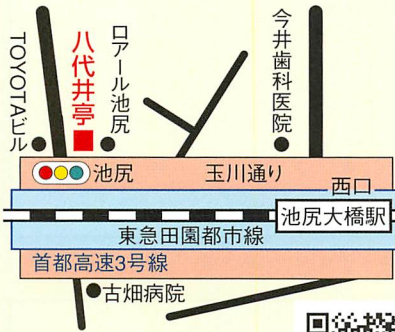 TOYOTAビル
八代井亭
ロアール池尻
今井歯科医院
池尻
玉川通り
西口
池尻大橋駅
東急田園都市線
首都高速3号線
古畑病院